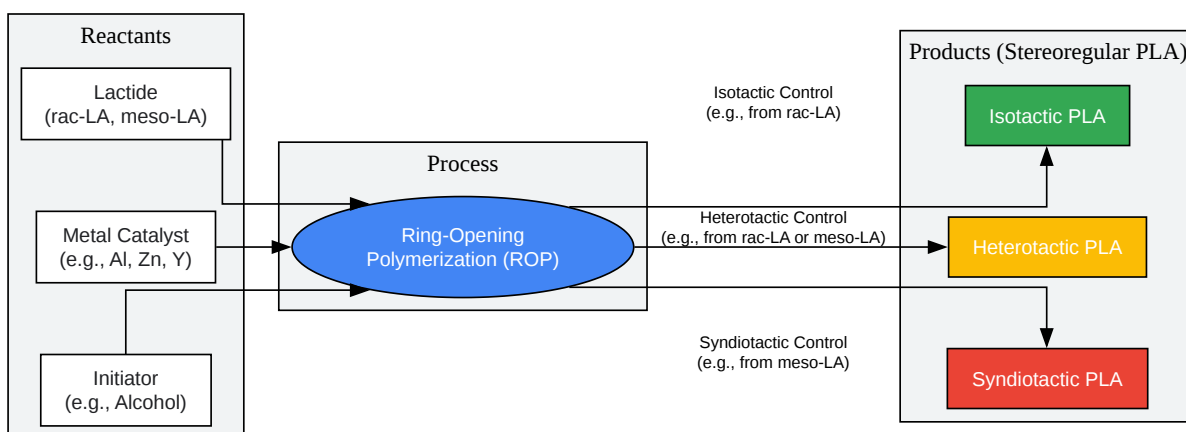 Reactants
Lactide
(rac-LA, meso-LA)
Metal Catalyst
(e.g., Al, Zn, Y)
Initiator
(e.g., Alcohol)
Process
Ring-Opening
Polymerization (ROP)
Isotactic Control
(e.g., from rac-LA)
Heterotactic Control
(e.g., from rac-LA or meso-LA)
Syndiotactic Control
(e.g., from meso-LA)
Products (Stereoregular PLA)
Isotactic PLA
Heterotactic PLA
Syndiotactic PLA